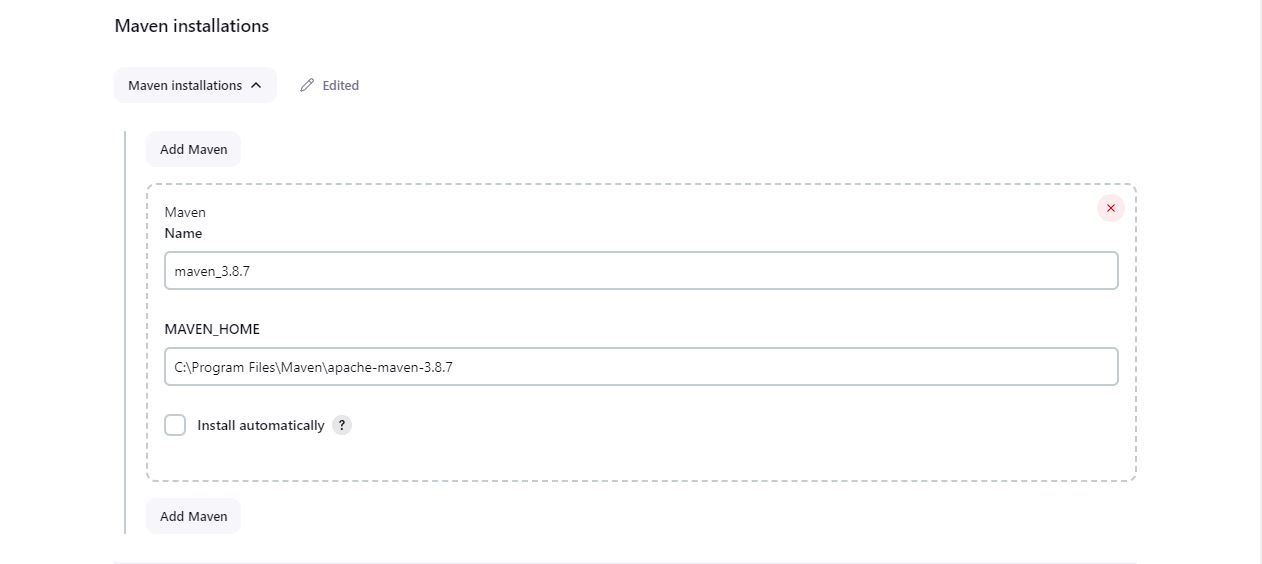 Maven installations
Maven installations
Edited
Add Maven
Maven
Name
maven_3.8.7
MAVEN_HOME
C:\Program Files\Maven\apache-maven-3.8.7
Install automatically ?
Add Maven